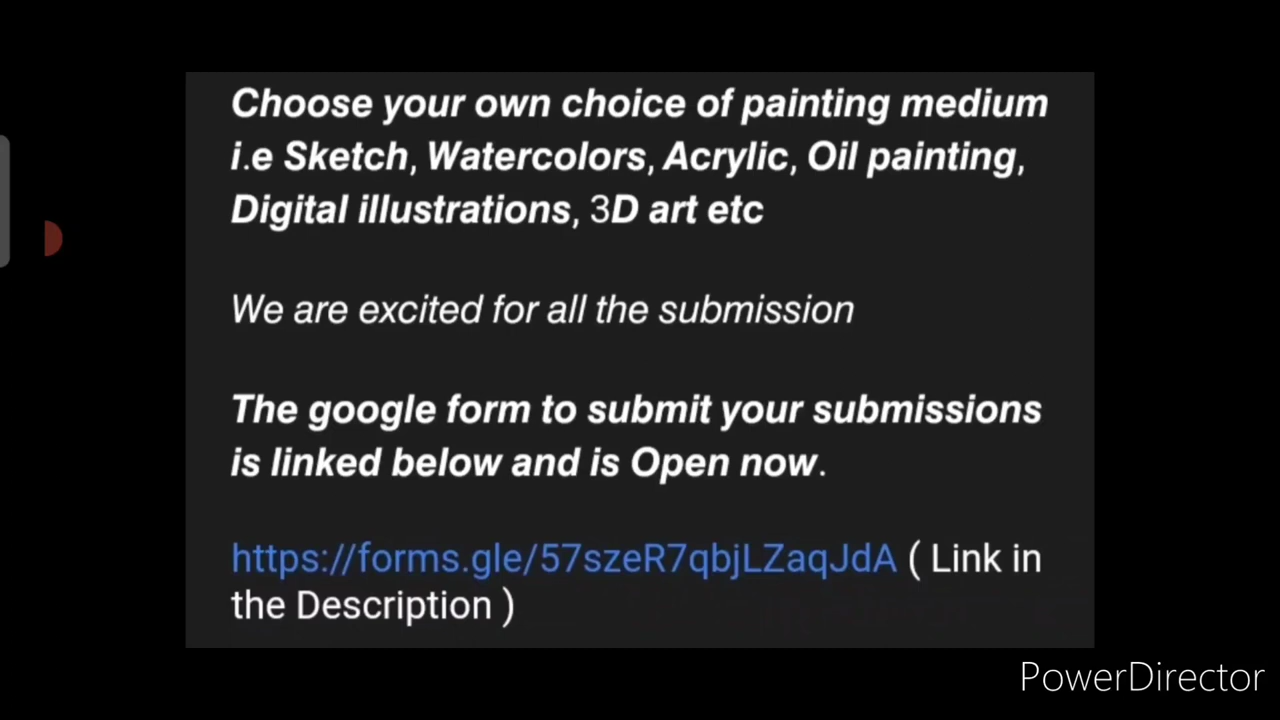 Choose your own choice of painting medium
i.e Sketch, Watercolors, Acrylic, Oil painting,
Digital illustrations, 3D art etc
We are excited for all the submission
The google form to submit your submissions
is linked below and is Open now.
https://forms.gle/57szeR7qbjLZaqJdA ( Link in
the Description )
PowerDirector